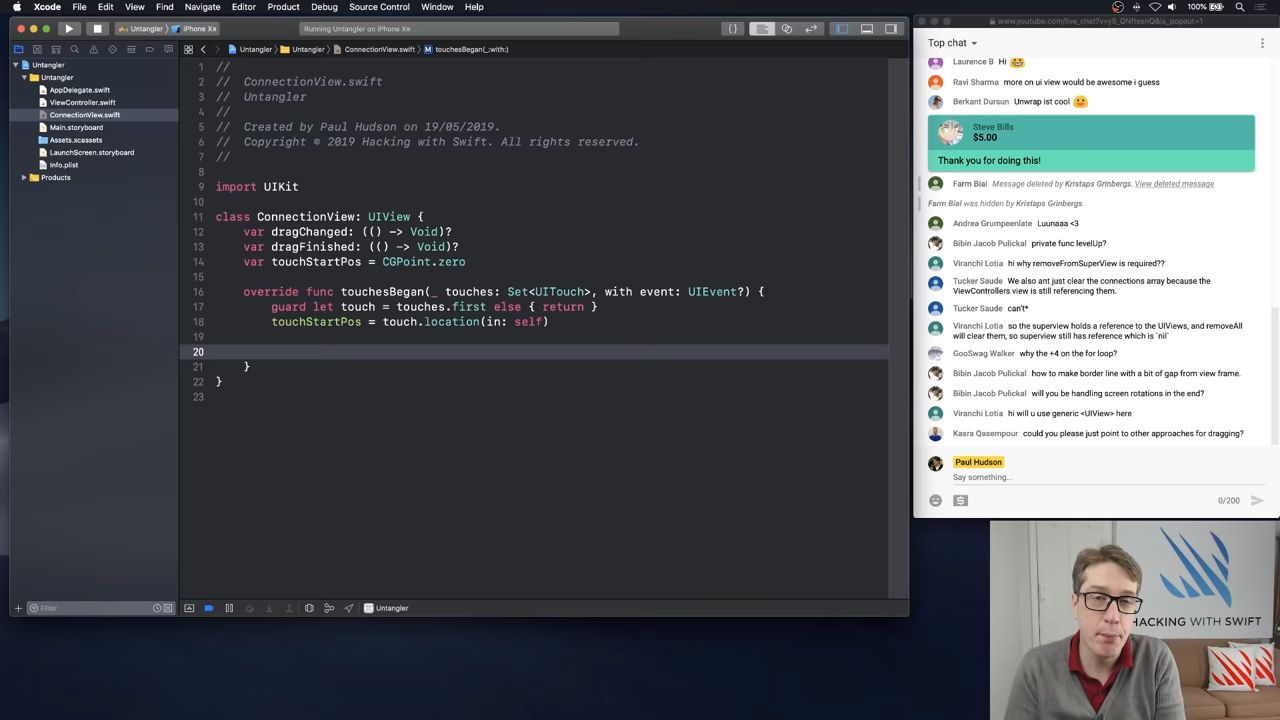 Xcode File Edit View Find Navigate Editor Product Debug Source Control Window Help 100%
Untangler iPhone Xs Running Untangler on iPhone Xs
Untangler Untangler ConnectionView.swift touchesBegan(_:with:)
Untangler
Untangler
AppDelegate.swift
ViewController.swift
ConnectionView.swift
Main.storyboard
Assets.xcassets
LaunchScreen.storyboard
Info.plist
Products
1 //
2 // ConnectionView.swift
3 // Untangler
4 //
5 // Created by Paul Hudson on 19/05/2019.
6 // Copyright © 2019 Hacking with Swift. All rights reserved.
7 //
8
9 import UIKit
10
11 class ConnectionView: UIView {
12 var dragChanged: (() -> Void)?
13 var dragFinished: (() -> Void)?
14 var touchStartPos = CGPoint.zero
15
16 override func touchesBegan(_ touches: Set<UITouch>, with event: UIEvent?) {
17 guard let touch = touches.first else { return }
18 touchStartPos = touch.location(in: self)
19
20
21 }
22 }
23
Filter
Untangler
Top chat
Laurence B Hi
Ravi Sharma more on ui view would be awesome i guess
Berkant Dursun Unwrap ist cool
Steve Bills
$5.00
Thank you for doing this!
Farm Bial Message deleted by Kristaps Grinbergs. View deleted message
Farm Bial was hidden by Kristaps Grinbergs.
Andrea Grumpeenlate Luunaaa <3
Bibin Jacob Pulickal private func levelUp?
Viranchi Lotia hi why removeFromSuperView is required??
Tucker Saude We also ant just clear the connections array because the
ViewControllers view is still referencing them.
Tucker Saude can't*
Viranchi Lotia so the superview holds a reference to the UIViews, and removeAll
will clear them, so superview still has reference which is `nil`
GooSwag Walker why the +4 on the for loop?
Bibin Jacob Pulickal how to make border line with a bit of gap from view frame.
Bibin Jacob Pulickal will you be handling screen rotations in the end?
Viranchi Lotia hi will u use generic <UIView> here
Kasra Qasempour could you please just point to other approaches for dragging?
Paul Hudson
Say something...
0/200
HACKING WITH SWIFT